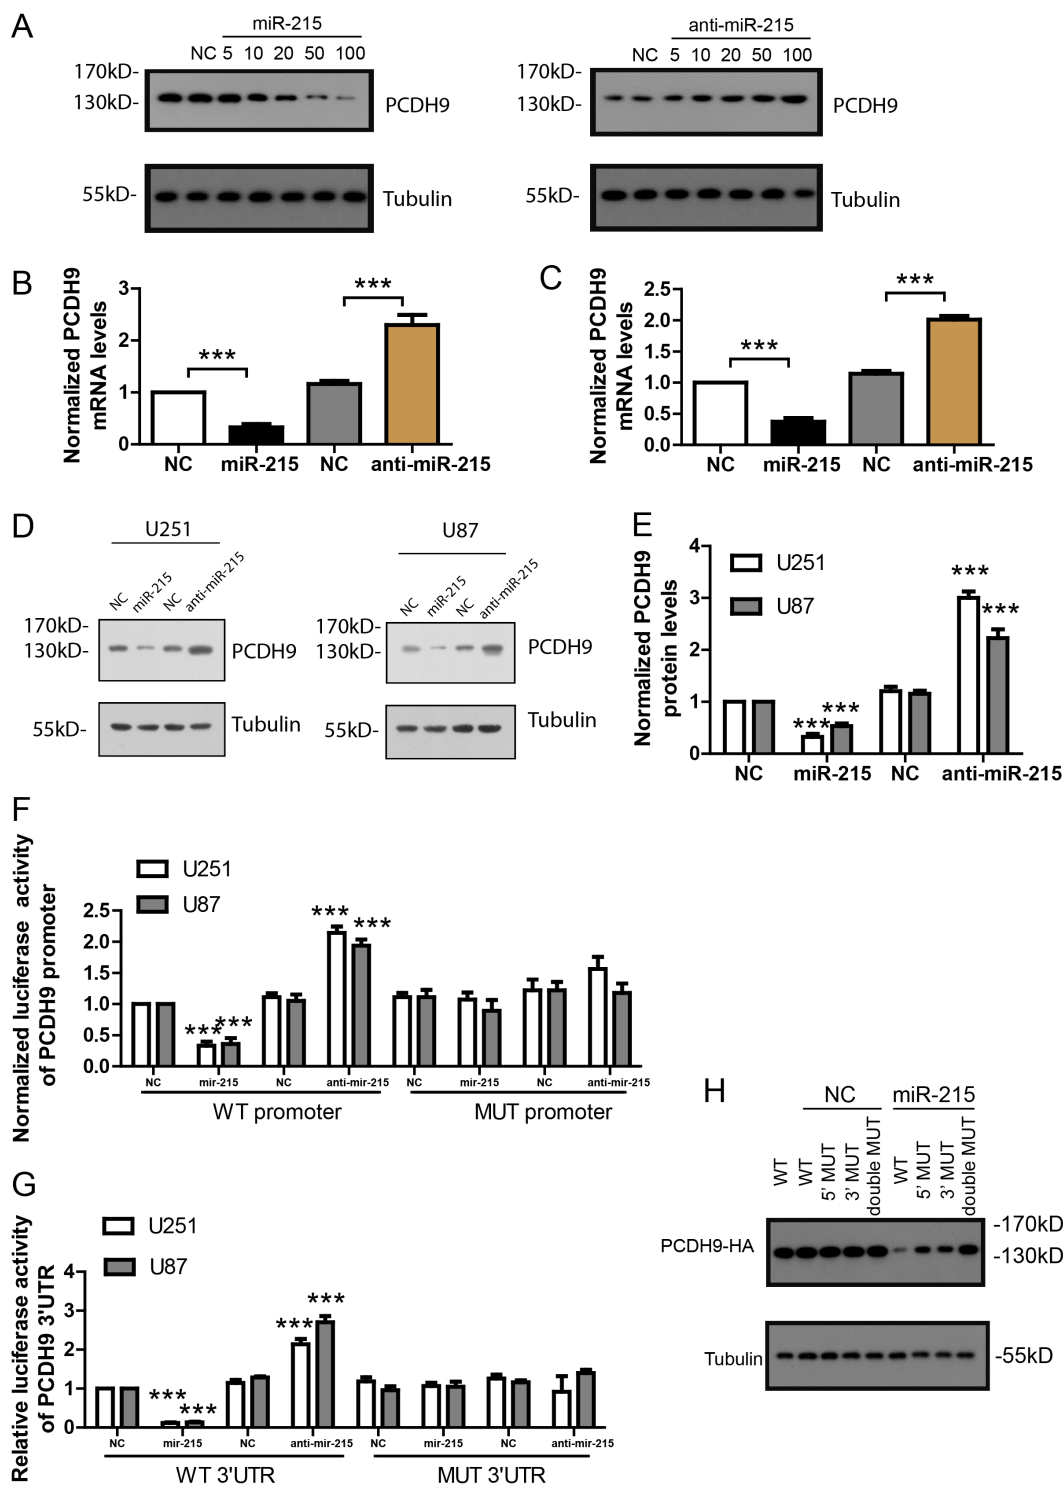 A
miR-215
NC 5 10 20 50 100
170kD-
130kD-
PCDH9
55kD-
Tubulin
anti-miR-215
NC 5 10 20 50 100
170kD-
130kD-
PCDH9
55kD-
Tubulin
B
Normalized PCDH9
mRNA levels
3
2
1
0
***
***
NC miR-215 NC anti-miR-215
C
Normalized PCDH9
mRNA levels
2.5
2.0
1.5
1.0
0.5
0.0
***
***
NC miR-215 NC anti-miR-215
D
U251
NC miR-215 NC anti-miR-215
170kD-
130kD-
PCDH9
55kD-
Tubulin
U87
NC miR-215 NC anti-miR-215
170kD-
130kD-
PCDH9
55kD-
Tubulin
E
Normalized PCDH9
protein levels
4
3
2
1
0
U251
U87
*** ***
*** ***
NC miR-215 NC anti-miR-215
F
Normalized luciferase activity
of PCDH9 promoter
U251
U87
2.5
2.0
1.5
1.0
0.5
0.0
*** ***
*** ***
NC mir-215 NC anti-mir-215 NC mir-215 NC anti-mir-215
WT promoter MUT promoter
G
Relative luciferase activity
of PCDH9 3'UTR
U251
U87
4
3
2
1
0
*** ***
*** ***
NC mir-215 NC anti-mir-215 NC mir-215 NC anti-mir-215
WT 3'UTR MUT 3'UTR
H
NC miR-215
WT WT 5' MUT 3' MUT double MUT WT 5' MUT 3' MUT double MUT
PCDH9-HA
-170kD
-130kD
Tubulin
-55kD